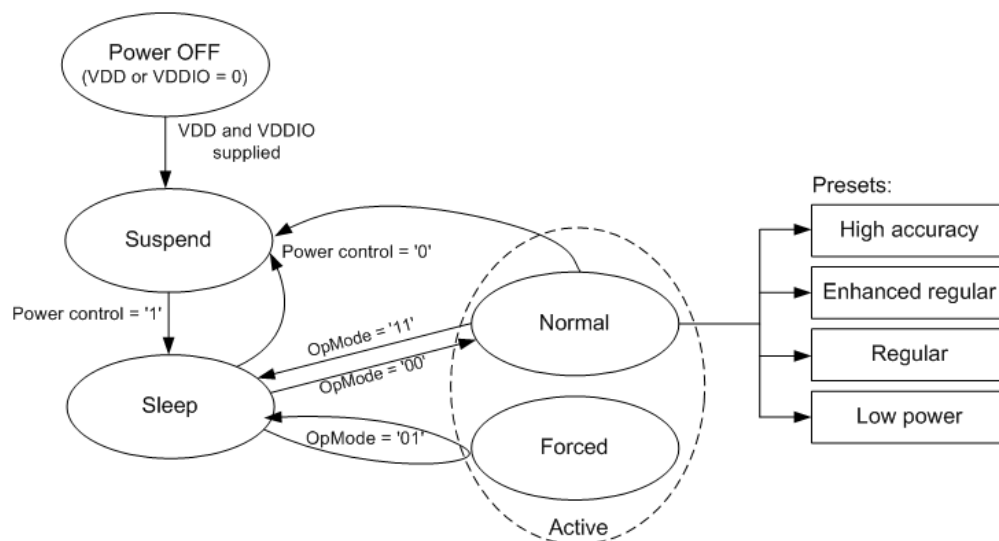 Power OFF
(VDD or VDDIO = 0)
VDD and VDDIO
supplied
Suspend
Power control = '0'
Power control = '1'
OpMode = '11'
OpMode = '00'
Sleep
OpMode = '01'
Normal
Forced
Active
Presets:
High accuracy
Enhanced regular
Regular
Low power